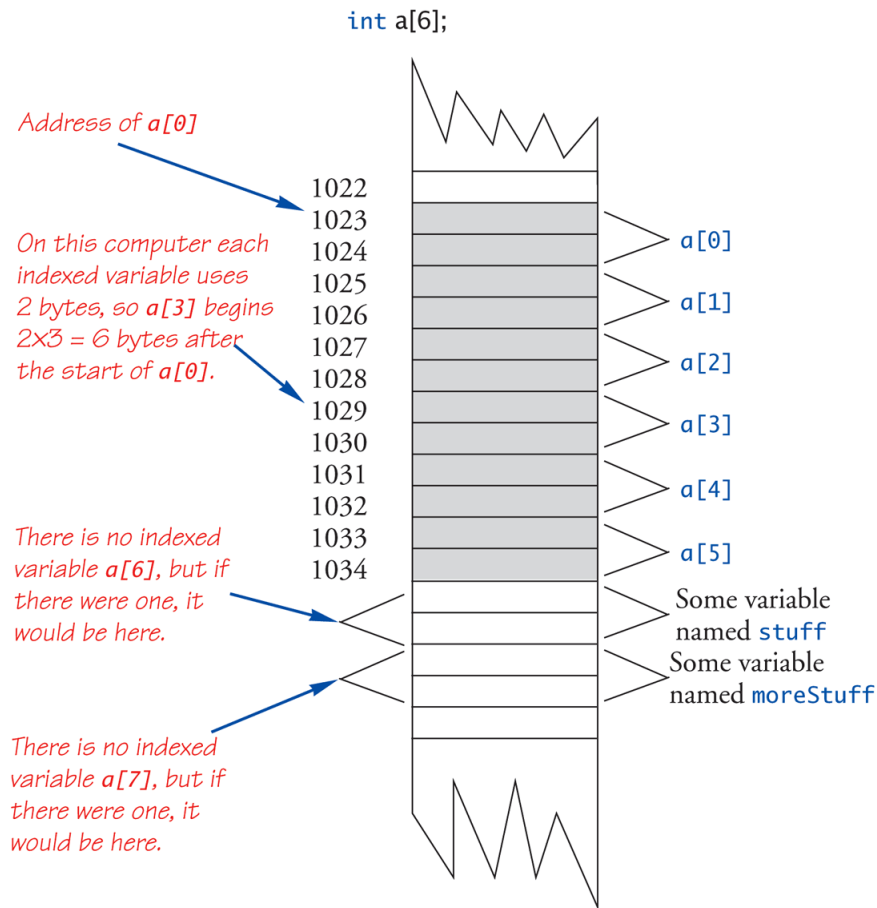 int a[6];
Address of a[0]
1022
1023
1024
1025
1026
1027
1028
1029
1030
1031
1032
1033
1034
On this computer each
indexed variable uses
2 bytes, so a[3] begins
2×3 = 6 bytes after
the start of a[0].
There is no indexed
variable a[6], but if
there were one, it
would be here.
There is no indexed
variable a[7], but if
there were one, it
would be here.
a[0]
a[1]
a[2]
a[3]
a[4]
a[5]
Some variable
named stuff
Some variable
named moreStuff